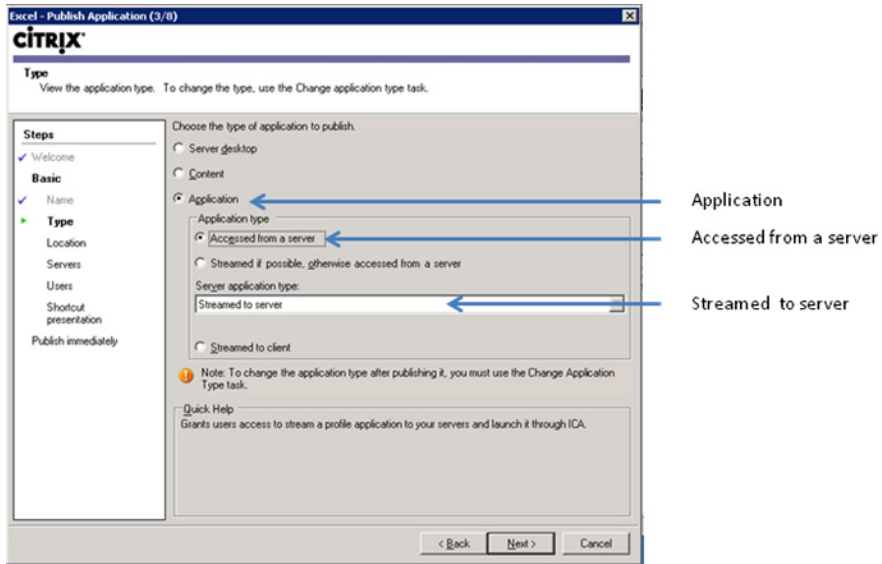 Excel - Publish Application (3/8)
CITRIX
Type
View the application type. To change the type, use the Change application type task.
Steps
Welcome
Basic
Name
Type
Location
Servers
Users
Shortcut
presentation
Publish immediately
Choose the type of application to publish.
Server desktop
Content
Application
Application type
Accessed from a server
Streamed if possible, otherwise accessed from a server
Server application type:
Streamed to server
Streamed to client
Note: To change the application type after publishing it, you must use the Change Application
Type task.
Quick Help
Grants users access to stream a profile application to your servers and launch it through ICA.
< Back
Next >
Cancel
Application
Accessed from a server
Streamed to server